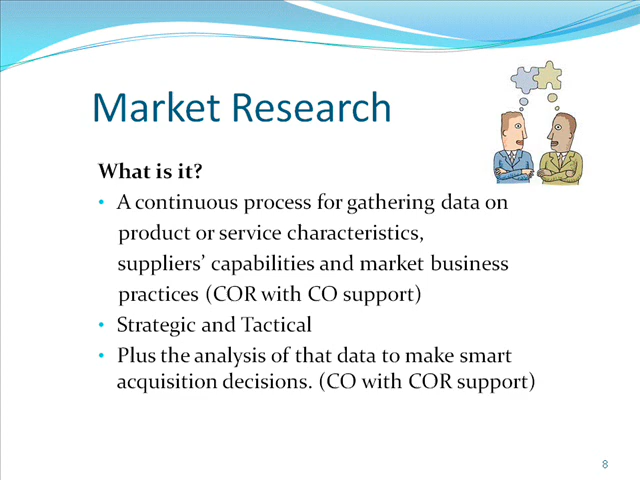 Market Research
What is it?
• A continuous process for gathering data on
product or service characteristics,
suppliers’ capabilities and market business
practices (COR with CO support)
• Strategic and Tactical
• Plus the analysis of that data to make smart
acquisition decisions. (CO with COR support)
8